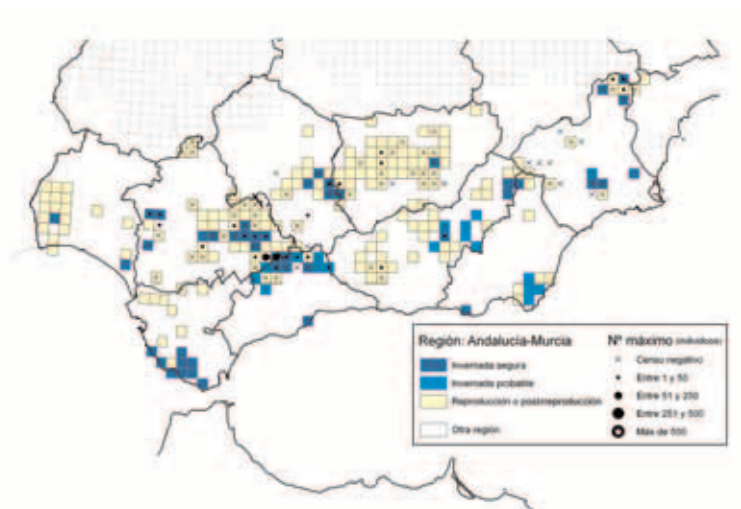 Región: Andalucía-Murcia
Invernada segura
Invernada probable
Reproducción o postrreproducción
Otra región
Nº máximo (individuos)
Censo negativo
Entre 1 y 50
Entre 51 y 250
Entre 251 y 500
Más de 500